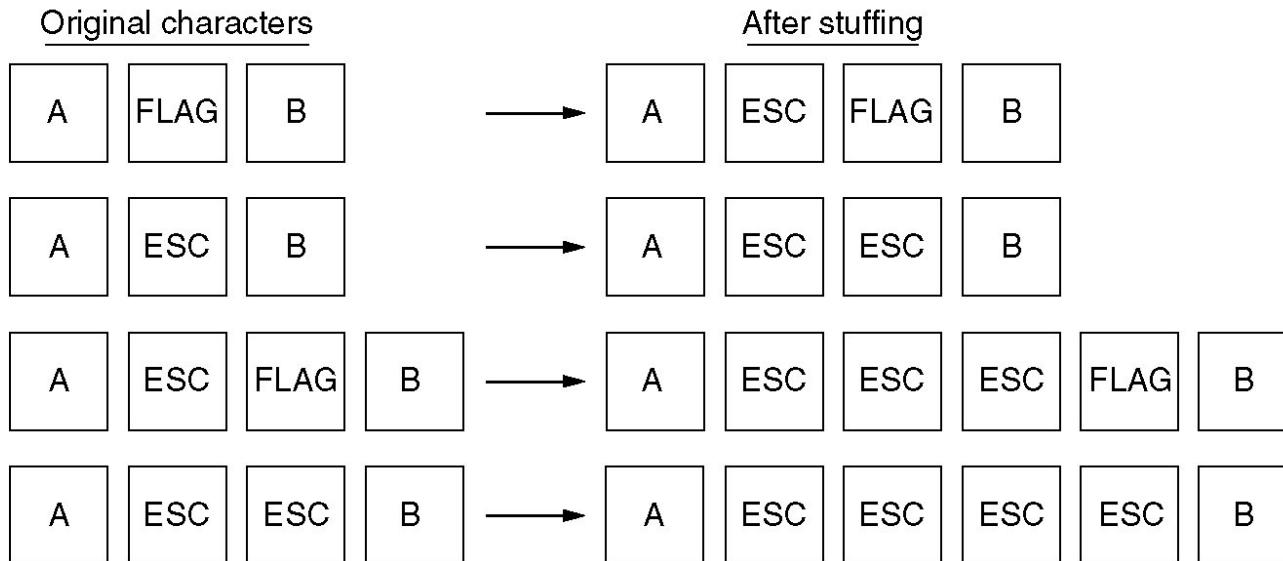 Original characters After stuffing
A FLAG B A ESC FLAG B
A ESC B A ESC ESC B
A ESC FLAG B A ESC ESC ESC FLAG B
A ESC ESC B A ESC ESC ESC ESC B